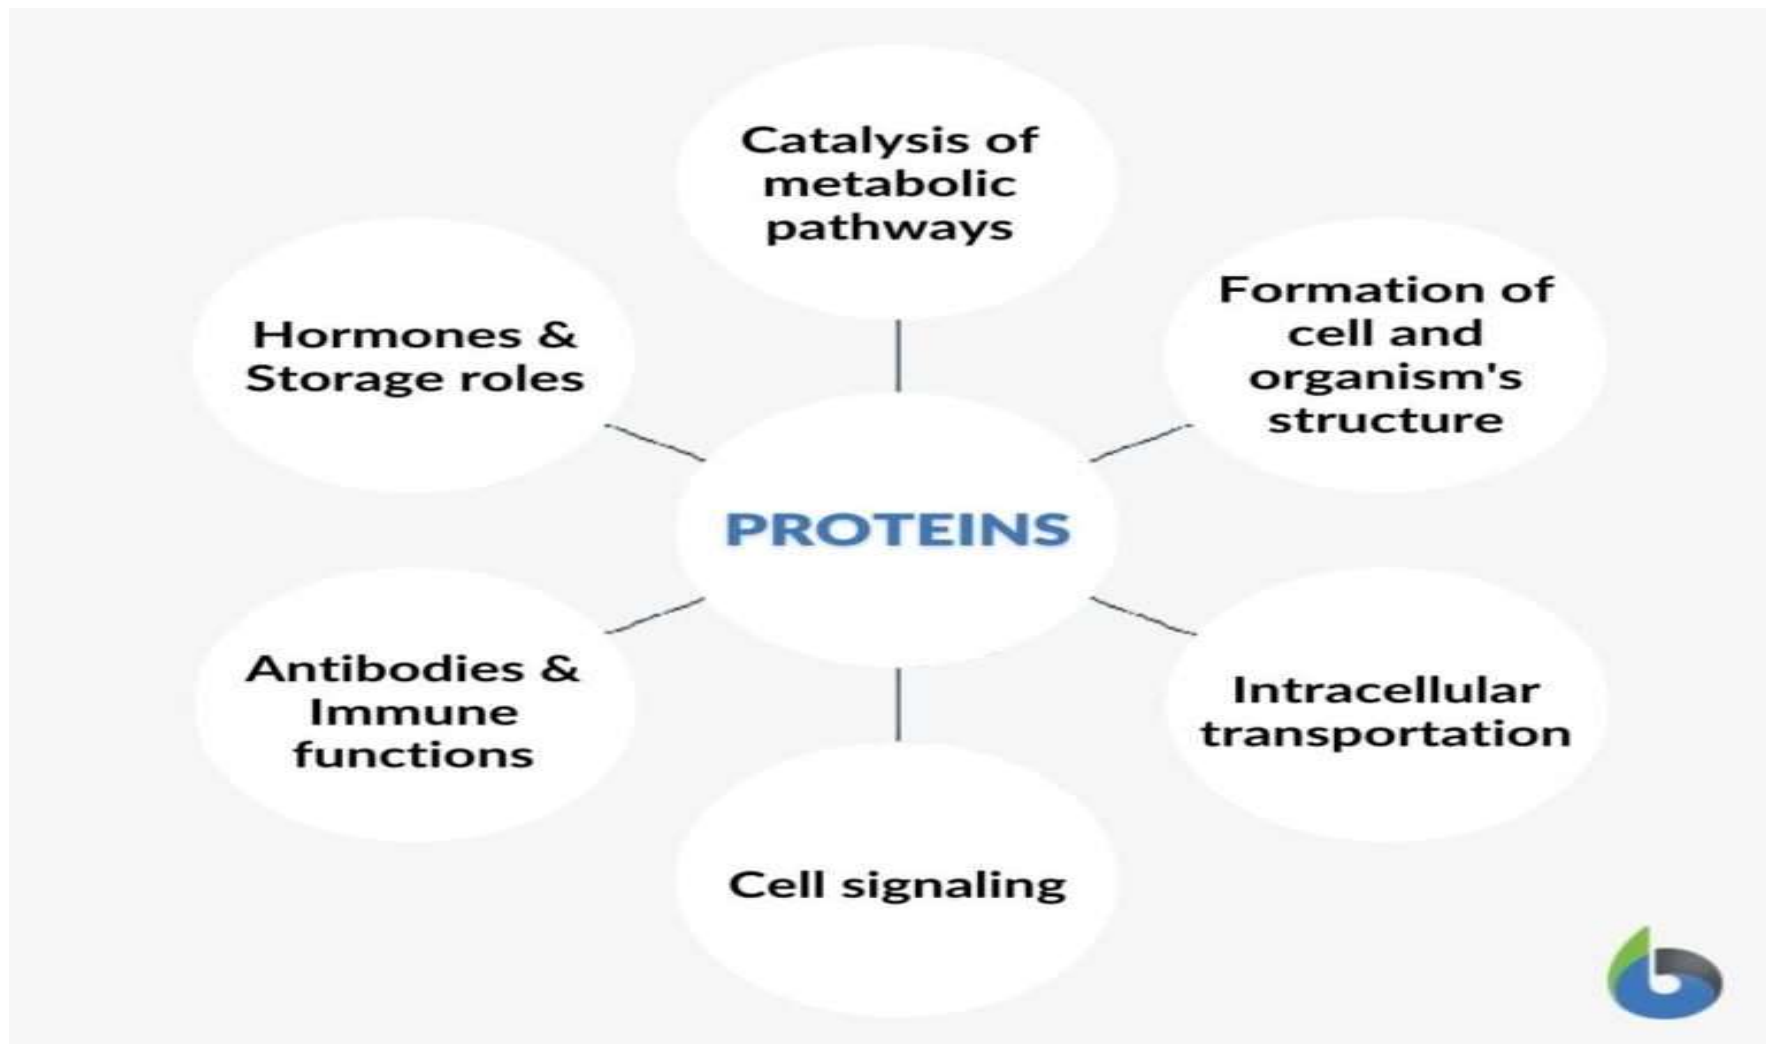 Catalysis of
metabolic
pathways
Formation of
cell and
organism's
structure
Hormones &
Storage roles
PROTEINS
Antibodies &
Immune
functions
Intracellular
transportation
Cell signaling